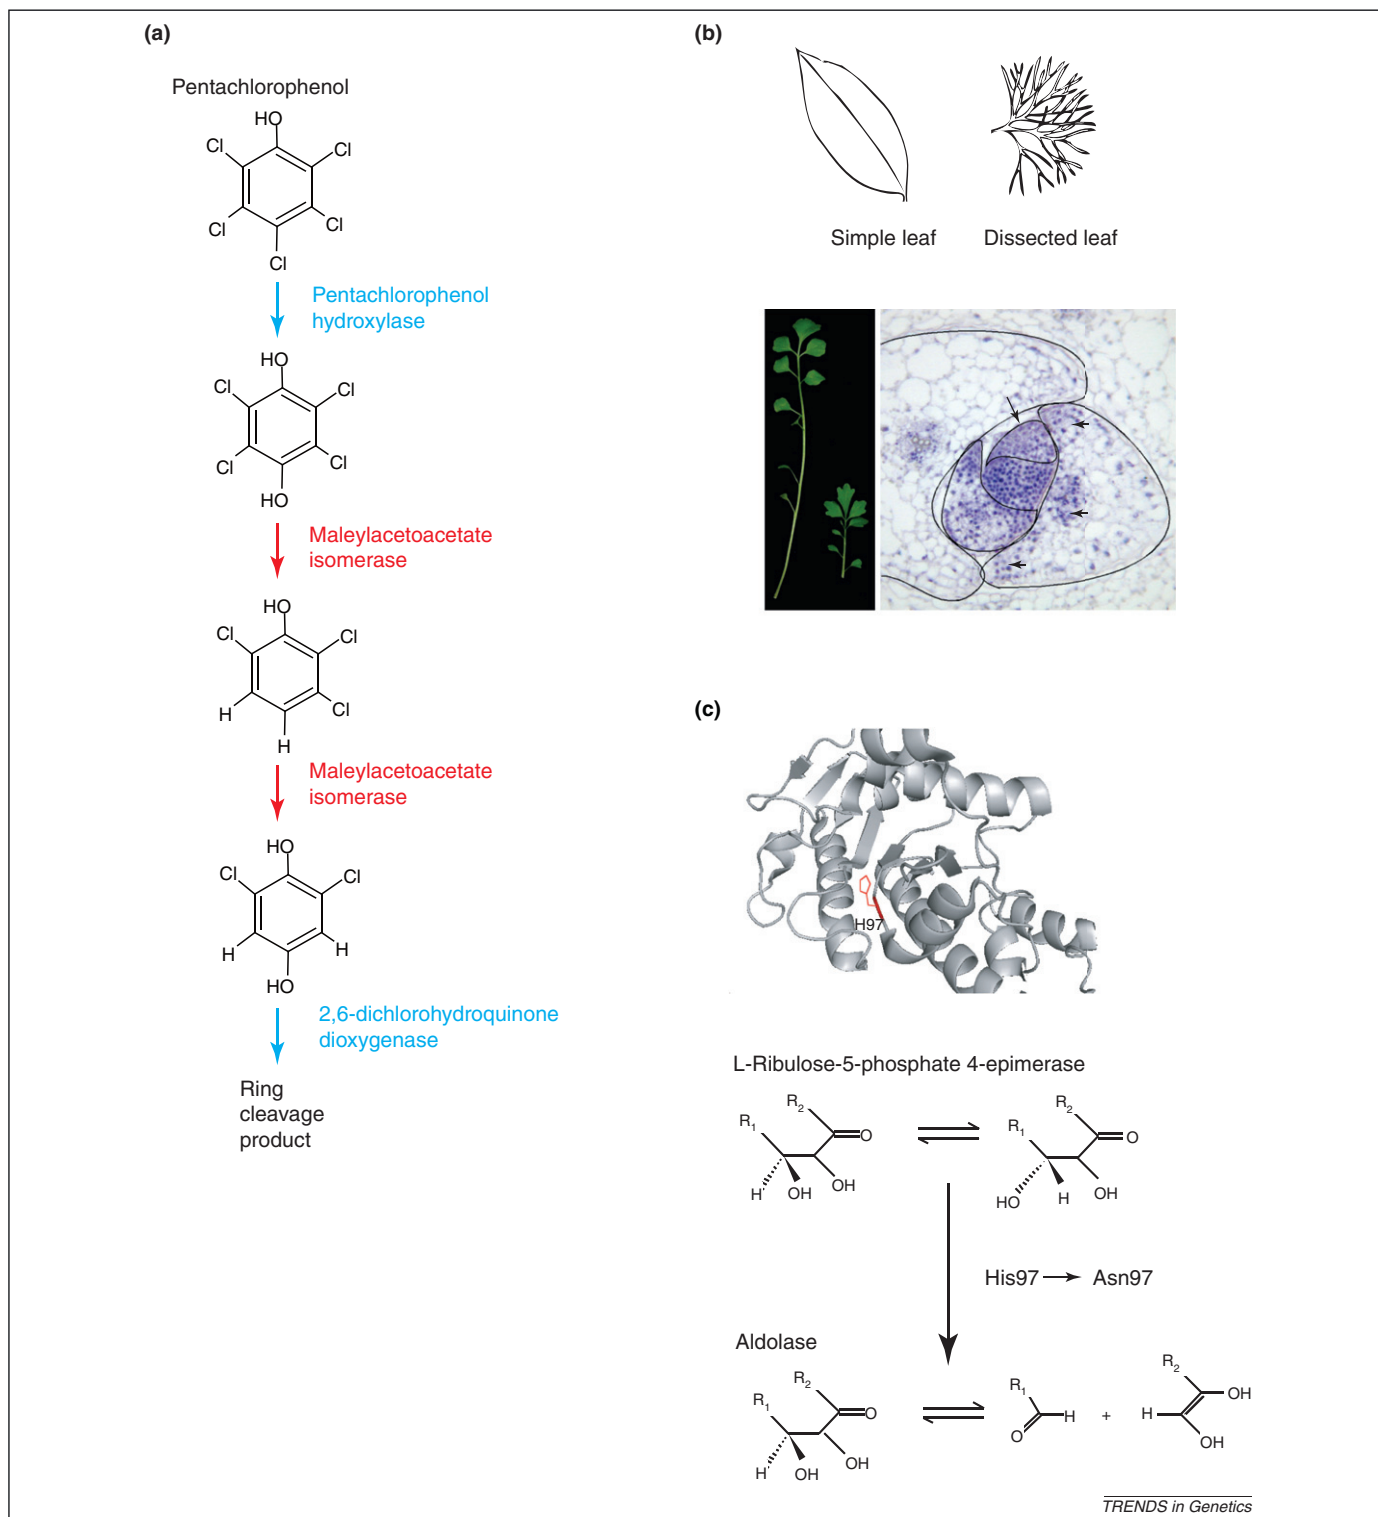 (a)
Pentachlorophenol
HO
Cl
Cl
Cl
Cl
Cl
Pentachlorophenol
hydroxylase
HO
Cl
Cl
Cl
Cl
HO
Maleylacetoacetate
isomerase
HO
Cl
Cl
Cl
H
H
Maleylacetoacetate
isomerase
HO
Cl
Cl
H
H
HO
2,6-dichlorohydroquinone
dioxygenase
Ring
cleavage
product
(b)
Simple leaf
Dissected leaf
(c)
H97
L-Ribulose-5-phosphate 4-epimerase
R2
R1
O
H
OH
OH
R2
R1
O
HO
H
OH
His97
Asn97
Aldolase
R2
R1
O
H
OH
OH
R1
H
O
+
R2
OH
H
OH
TRENDS in Genetics